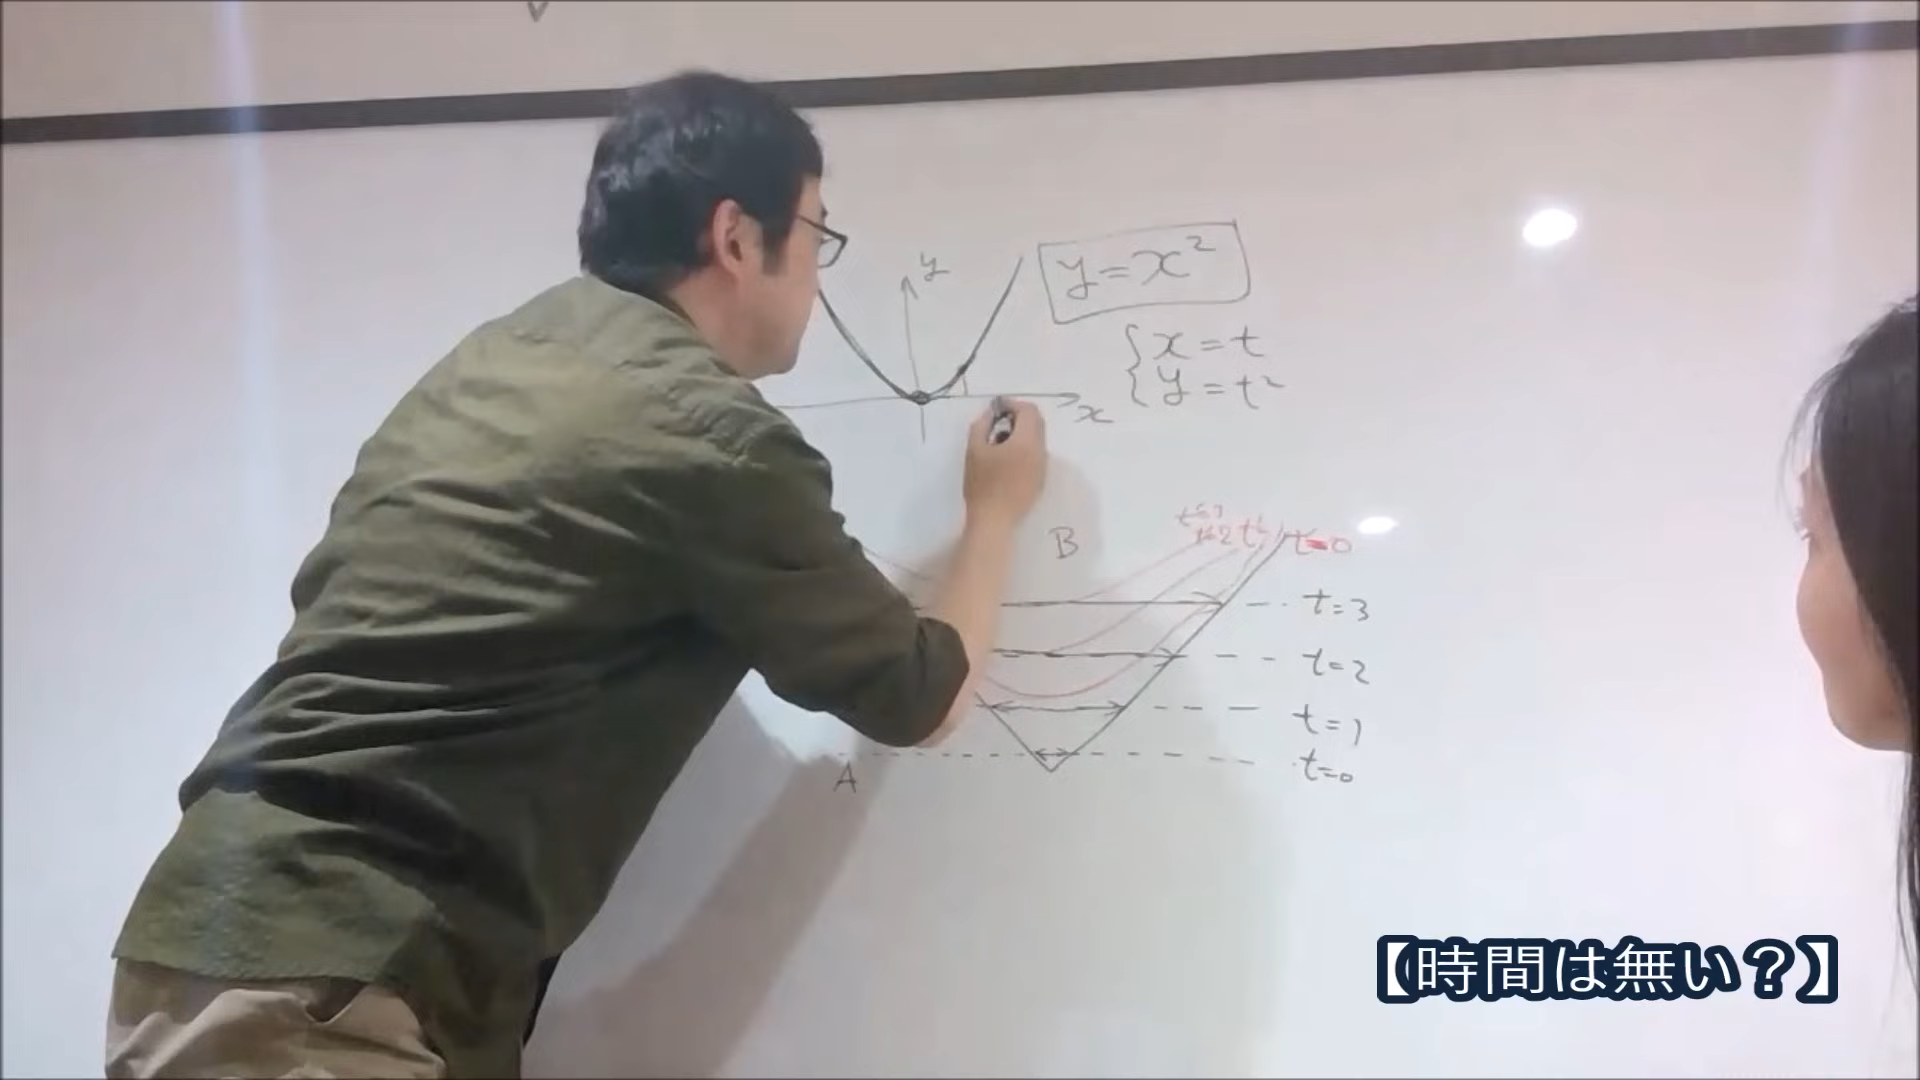 y
y=x²
x=t
y=t²
x
B
t=0
t=3
t=2
t=1
t=0
A
【時間は無い？】